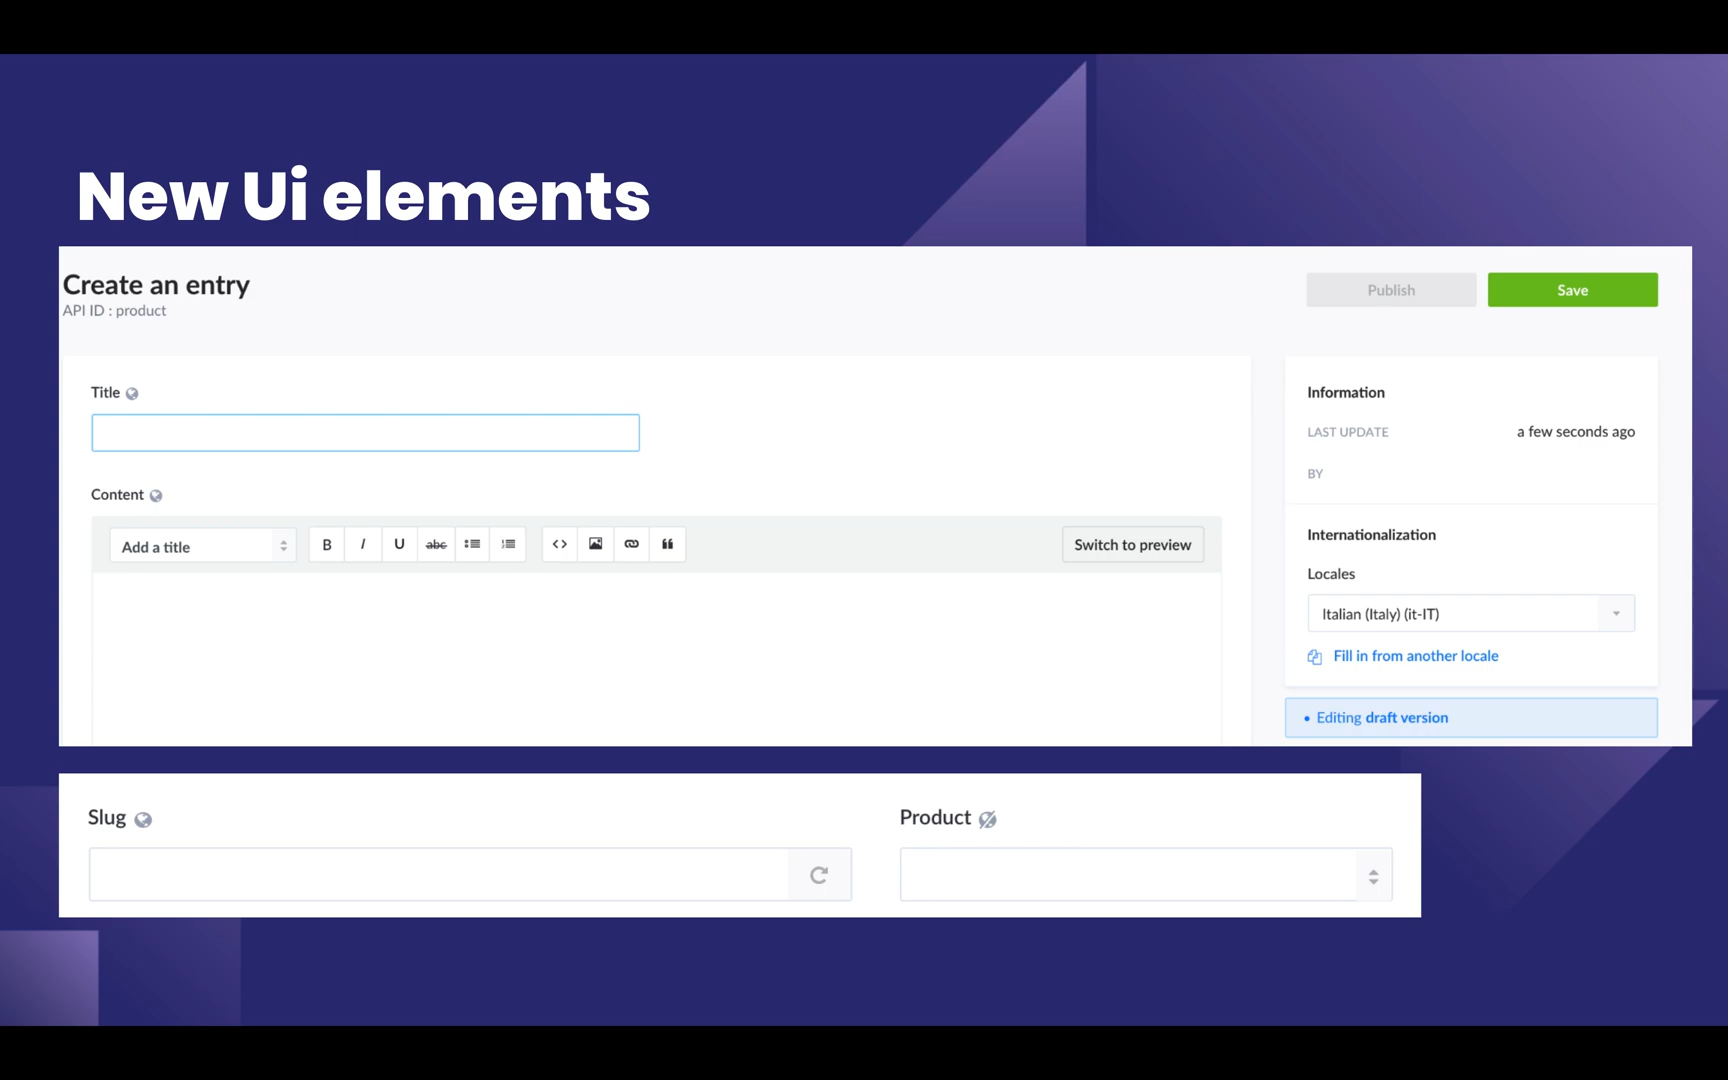 New Ui elements
Create an entry
API ID : product
Publish
Save
Title
Content
Add a title
B
I
U
abc
Switch to preview
Information
LAST UPDATE
a few seconds ago
BY
Internationalization
Locales
Italian (Italy) (it-IT)
Fill in from another locale
• Editing draft version
Slug
Product